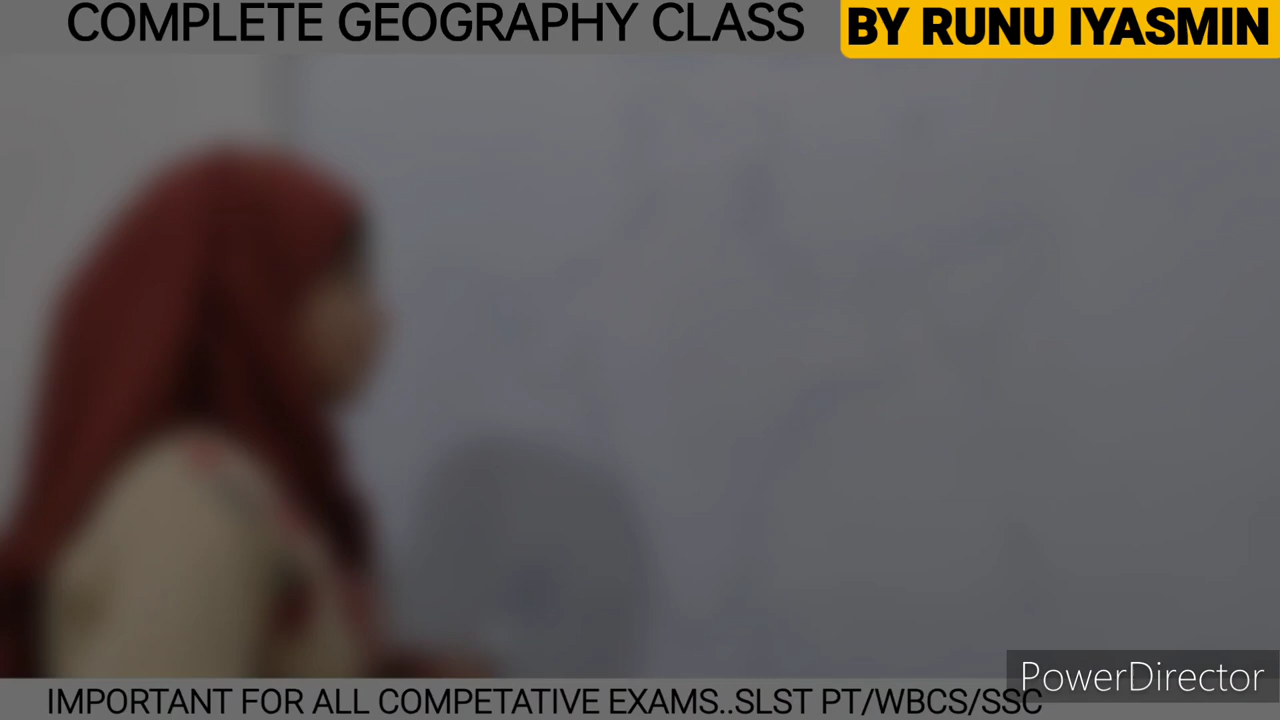 COMPLETE GEOGRAPHY CLASS
BY RUNU IYASMIN
PowerDirector
IMPORTANT FOR ALL COMPETATIVE EXAMS..SLST PT/WBCS/SSC